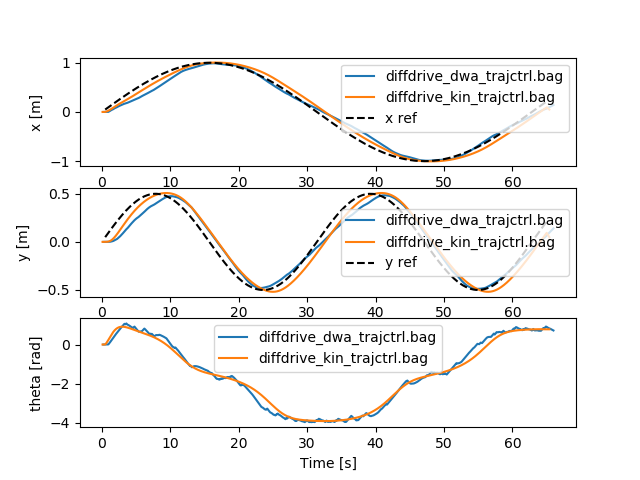 1
0
−1
x [m]
diffdrive_dwa_trajctrl.bag
diffdrive_kin_trajctrl.bag
x ref
0 10 20 30 40 50 60
0.5
0.0
−0.5
y [m]
diffdrive_dwa_trajctrl.bag
diffdrive_kin_trajctrl.bag
y ref
0 10 20 30 40 50 60
0
−2
−4
theta [rad]
diffdrive_dwa_trajctrl.bag
diffdrive_kin_trajctrl.bag
0 10 20 30 40 50 60
Time [s]